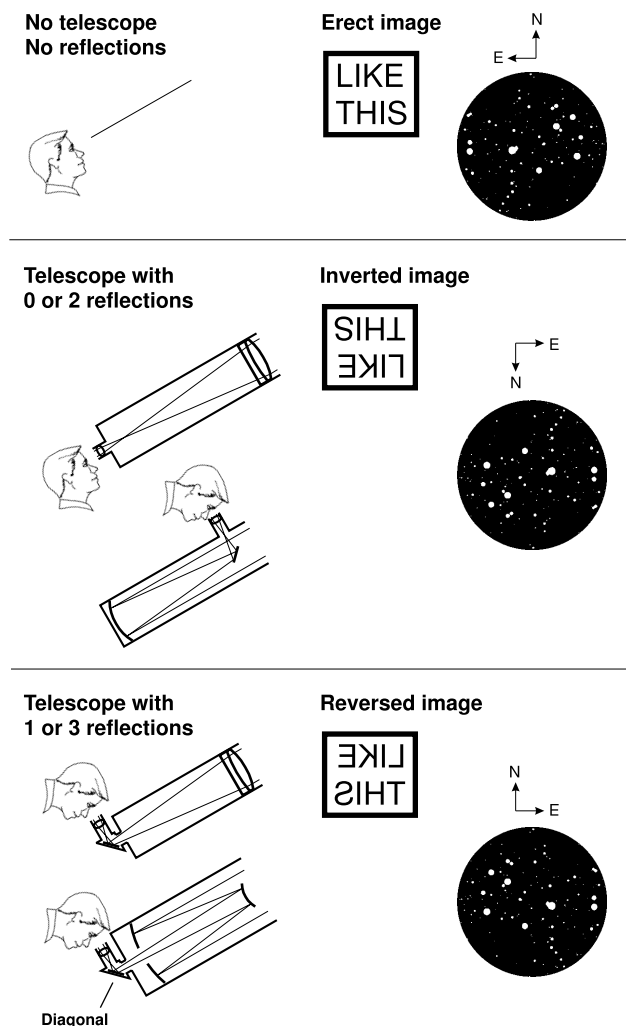 No telescope
No reflections
Erect image
N
E
LIKE
THIS
Telescope with
0 or 2 reflections
Inverted image
LIKE
THIS
E
N
Telescope with
1 or 3 reflections
Reversed image
LIKE
THIS
N
E
Diagonal